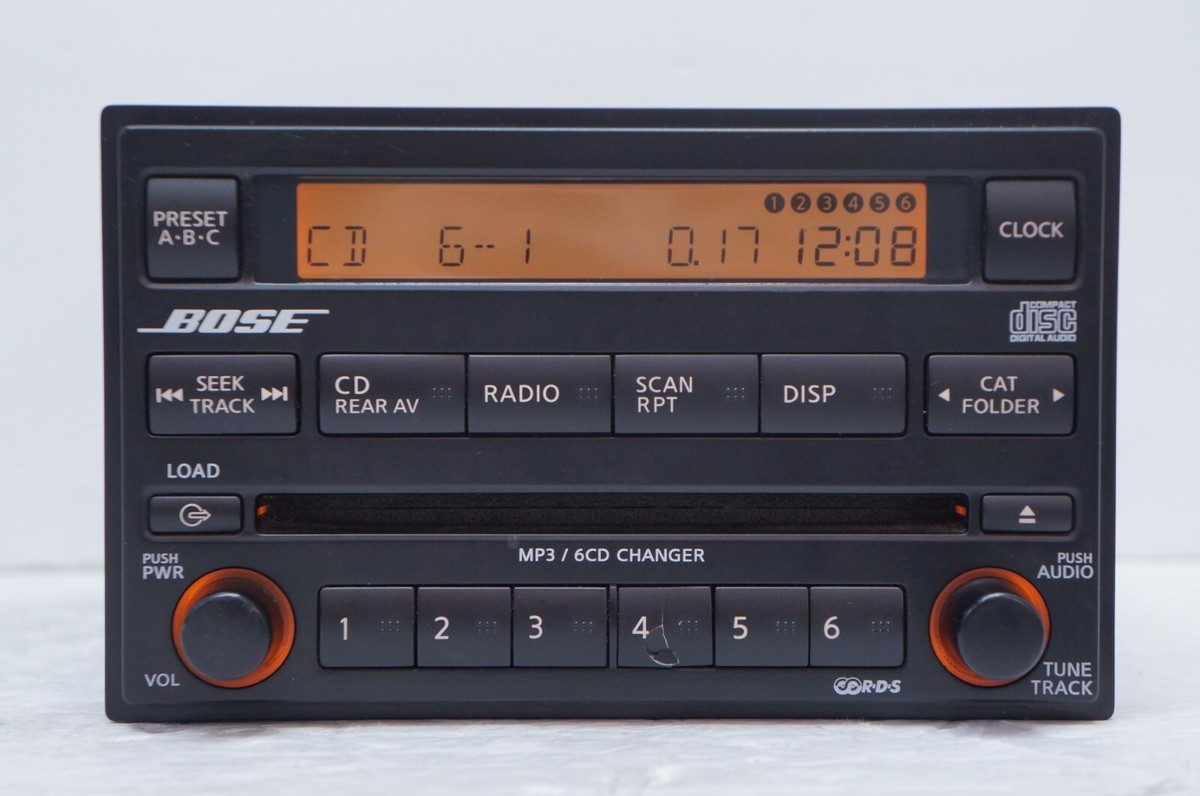 PRESET
A·B·C
1 2 3 4 5 6
CD 6--1 0.17 12:08
CLOCK
BOSE
COMPACT
disc
DIGITAL AUDIO
SEEK
TRACK
CD
REAR AV
RADIO
SCAN
RPT
DISP
CAT
FOLDER
LOAD
MP3 / 6CD CHANGER
PUSH
PWR
VOL
1 2 3 4 5 6
PUSH
AUDIO
TUNE
TRACK
R·D·S